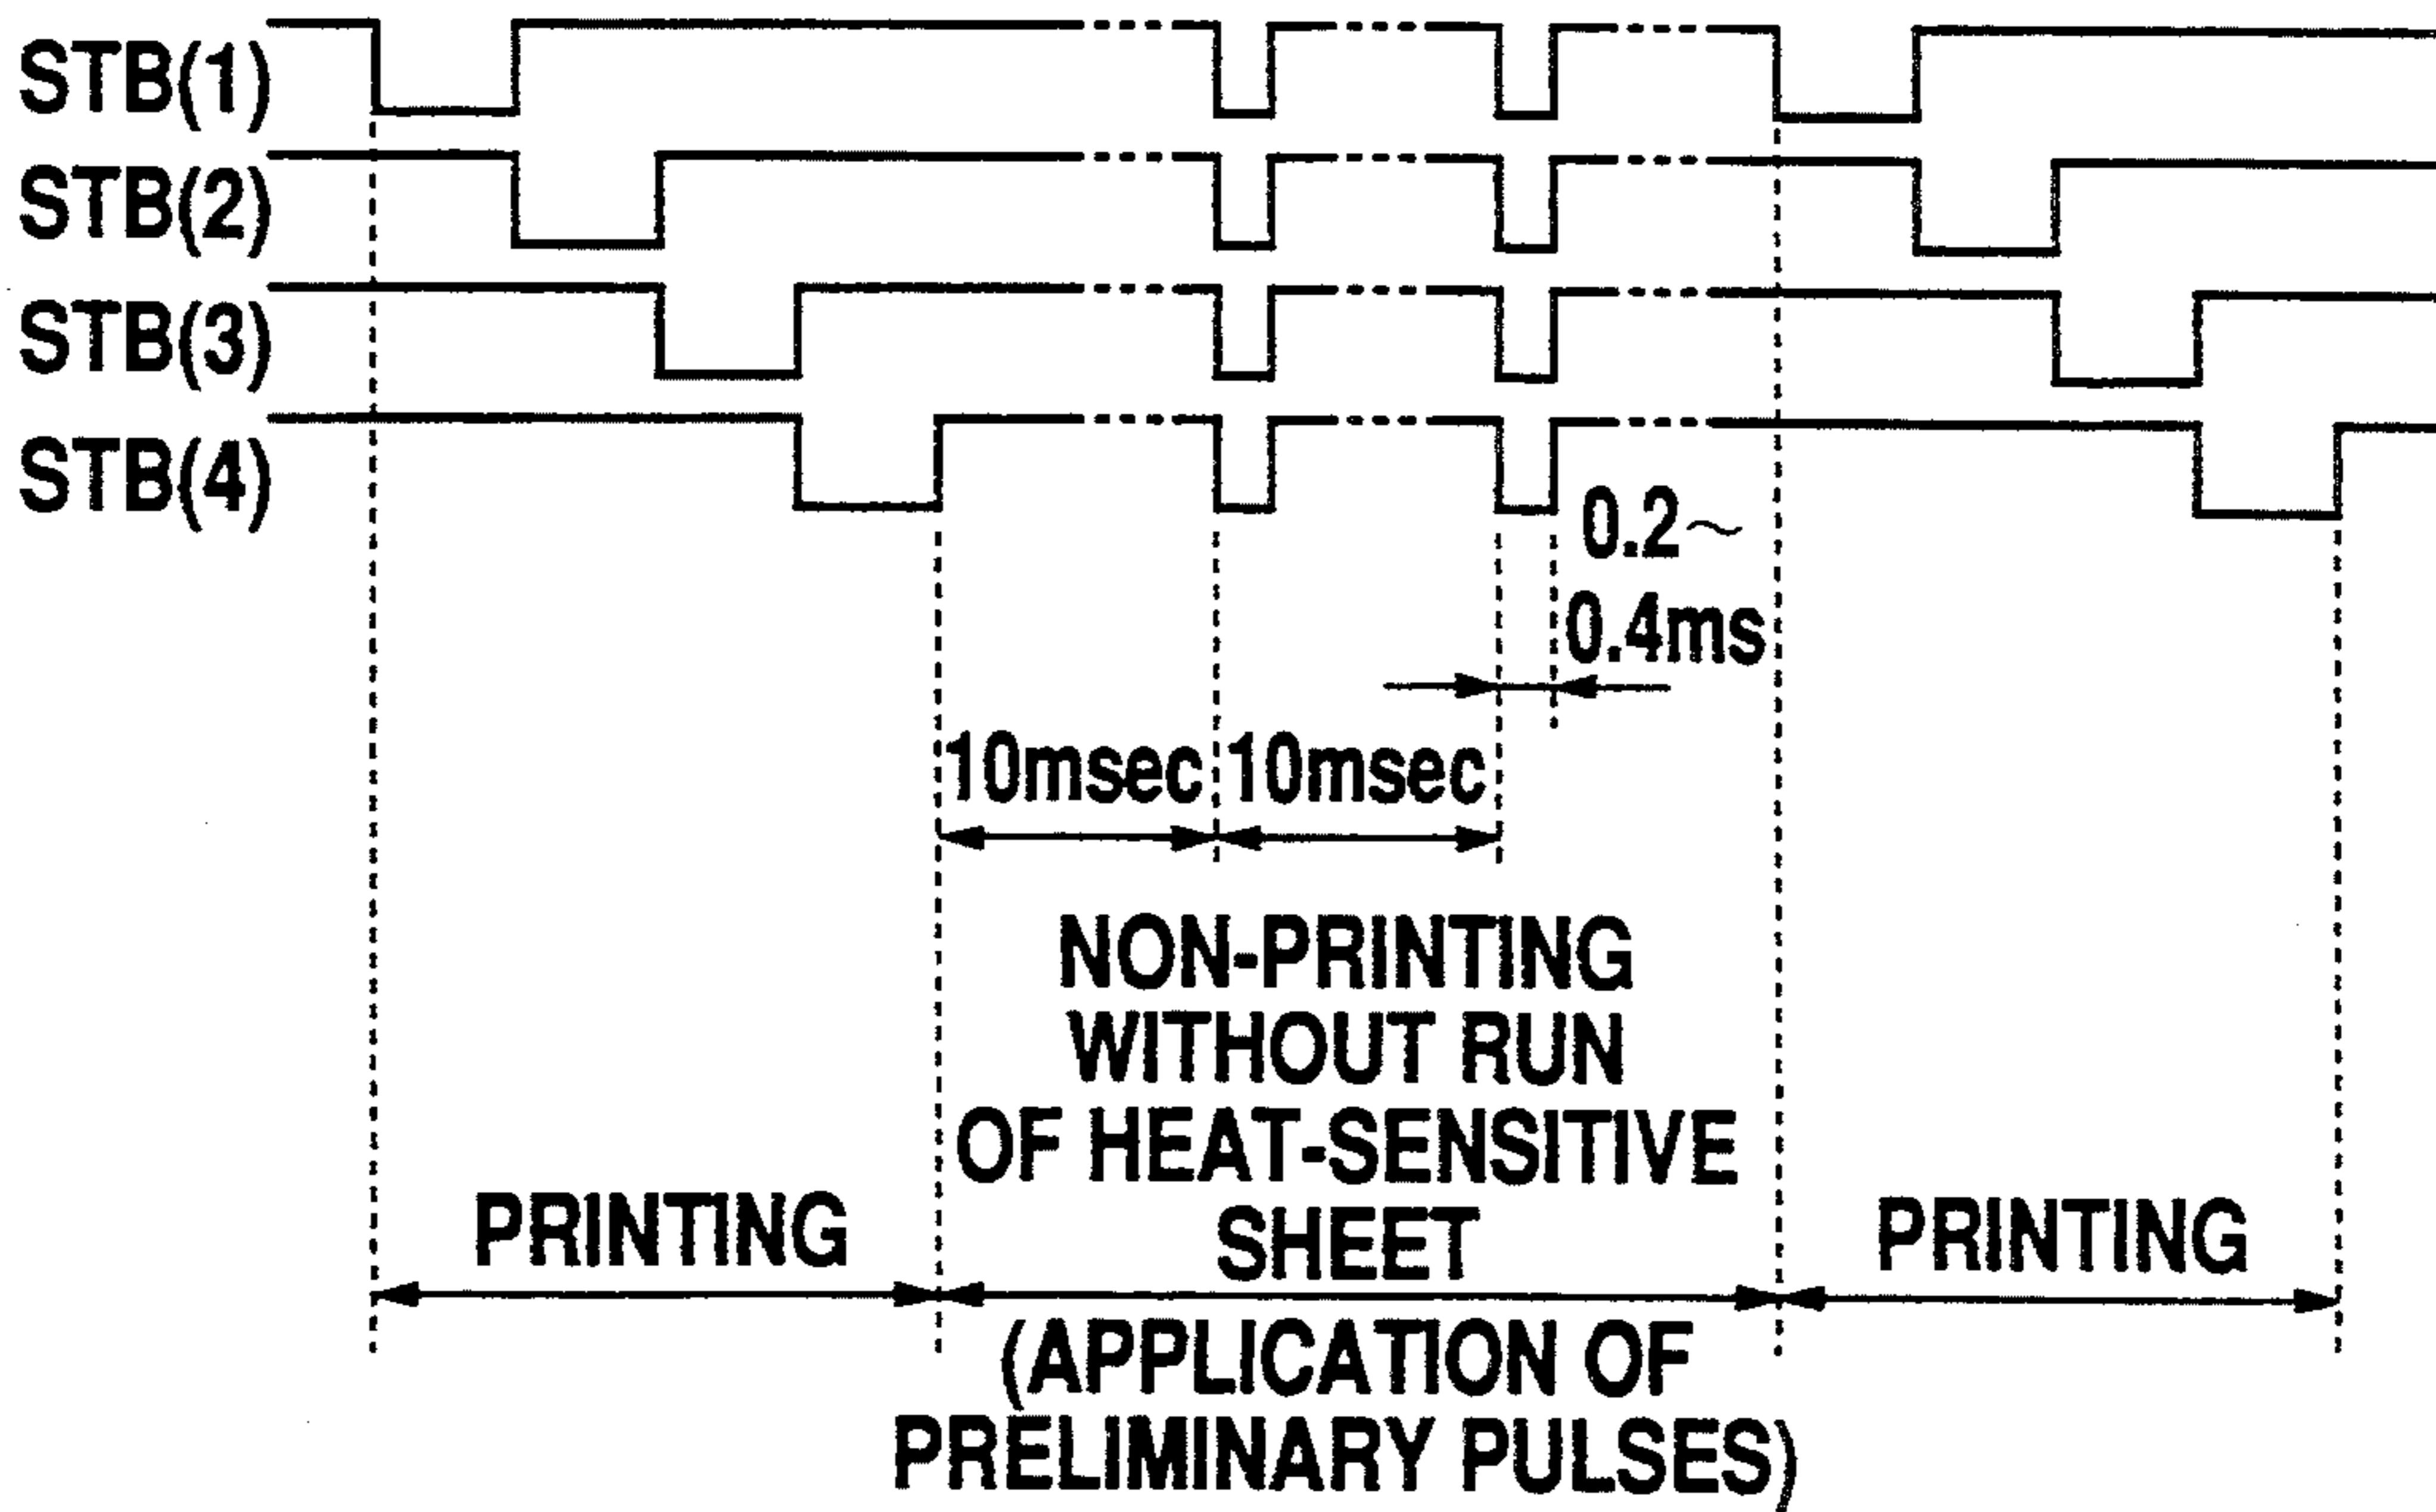 STB(1)
STB(2)
STB(3)
STB(4)
0.2~
0.4ms
10msec 10msec
NON-PRINTING
WITHOUT RUN
OF HEAT-SENSITIVE
SHEET
PRINTING
PRINTING
(APPLICATION OF
PRELIMINARY PULSES)